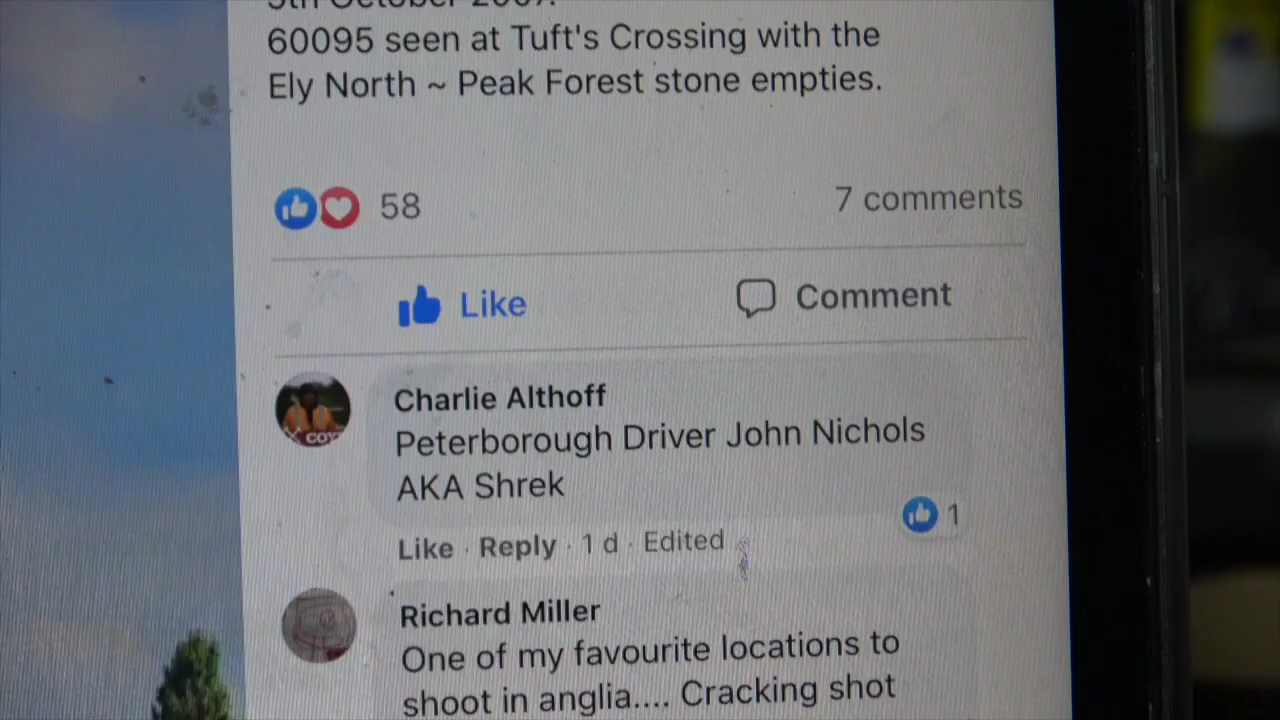 5th October 2007.
60095 seen at Tuft's Crossing with the
Ely North ~ Peak Forest stone empties.
58
7 comments
Like
Comment
Charlie Althoff
Peterborough Driver John Nichols
AKA Shrek
1
Like · Reply · 1 d · Edited
Richard Miller
One of my favourite locations to
shoot in anglia.... Cracking shot